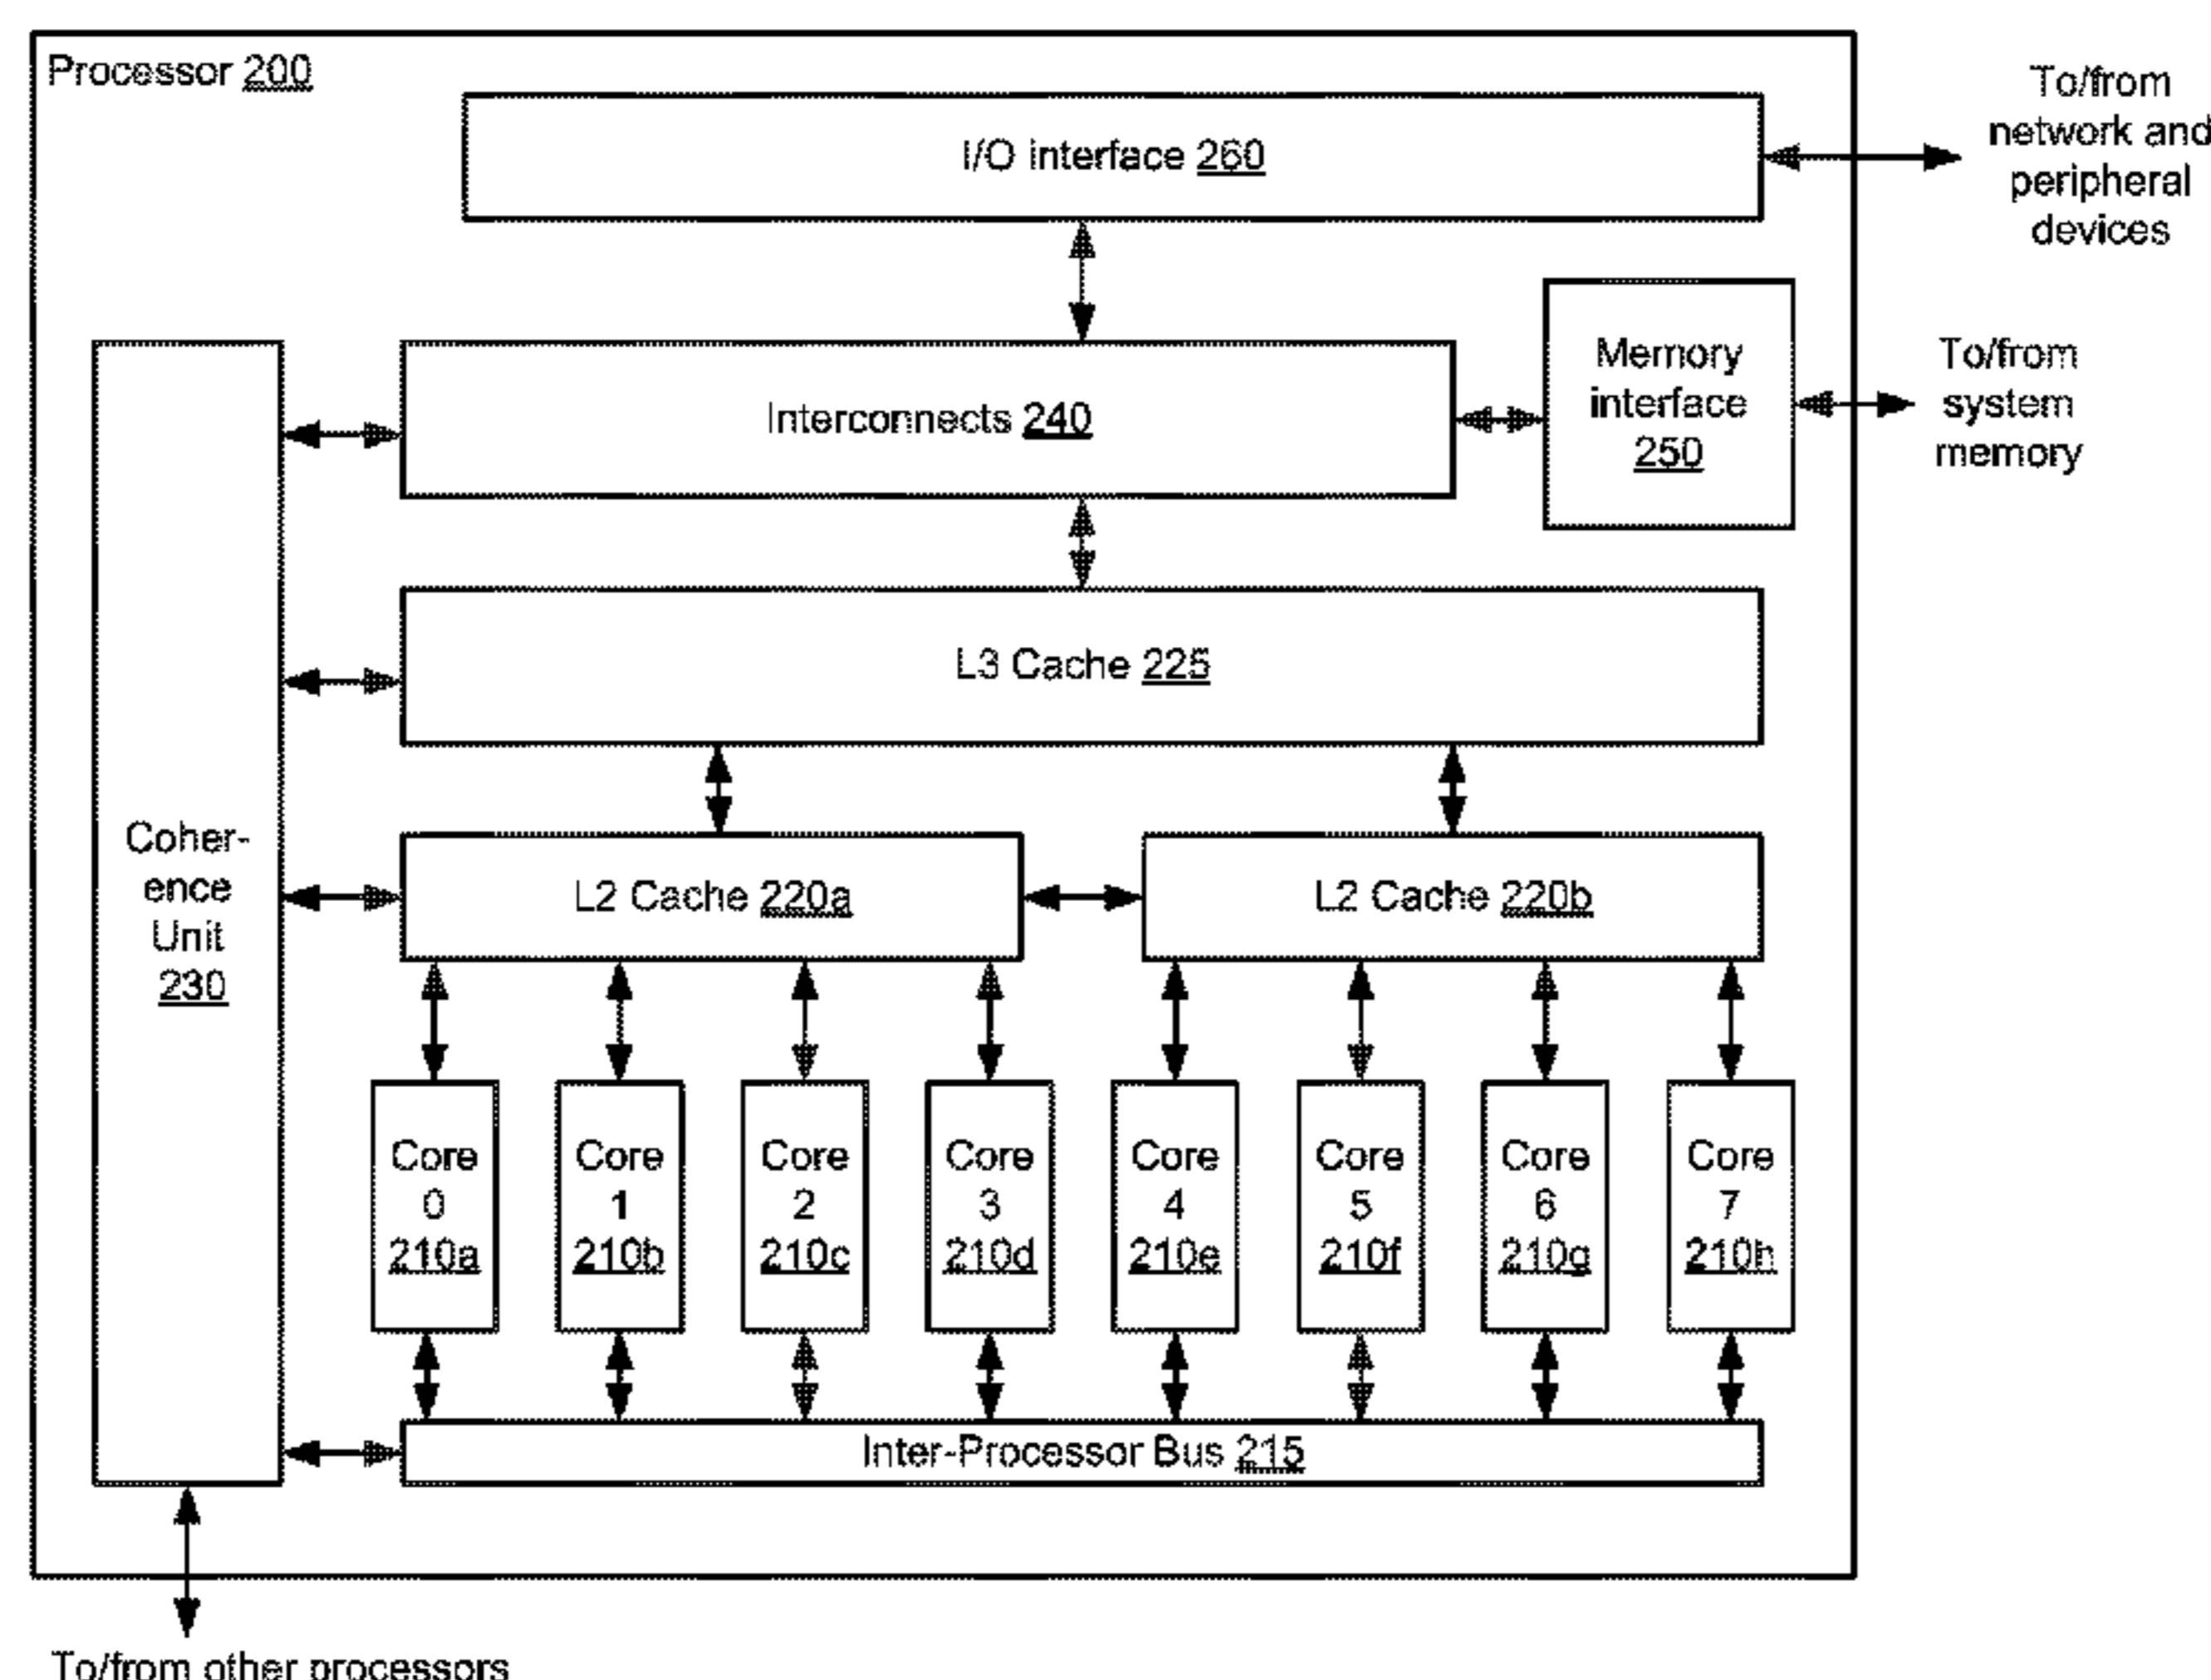 Processor 200
I/O interface 260
To/from
network and
peripheral
devices
Interconnects 240
Memory
interface
250
To/from
system
memory
L3 Cache 225
Coher-
ence
Unit
230
L2 Cache 220a
L2 Cache 220b
Core
0
210a
Core
1
210b
Core
2
210c
Core
3
210d
Core
4
210e
Core
5
210f
Core
6
210g
Core
7
210h
Inter-Processor Bus 215
To/from other processors